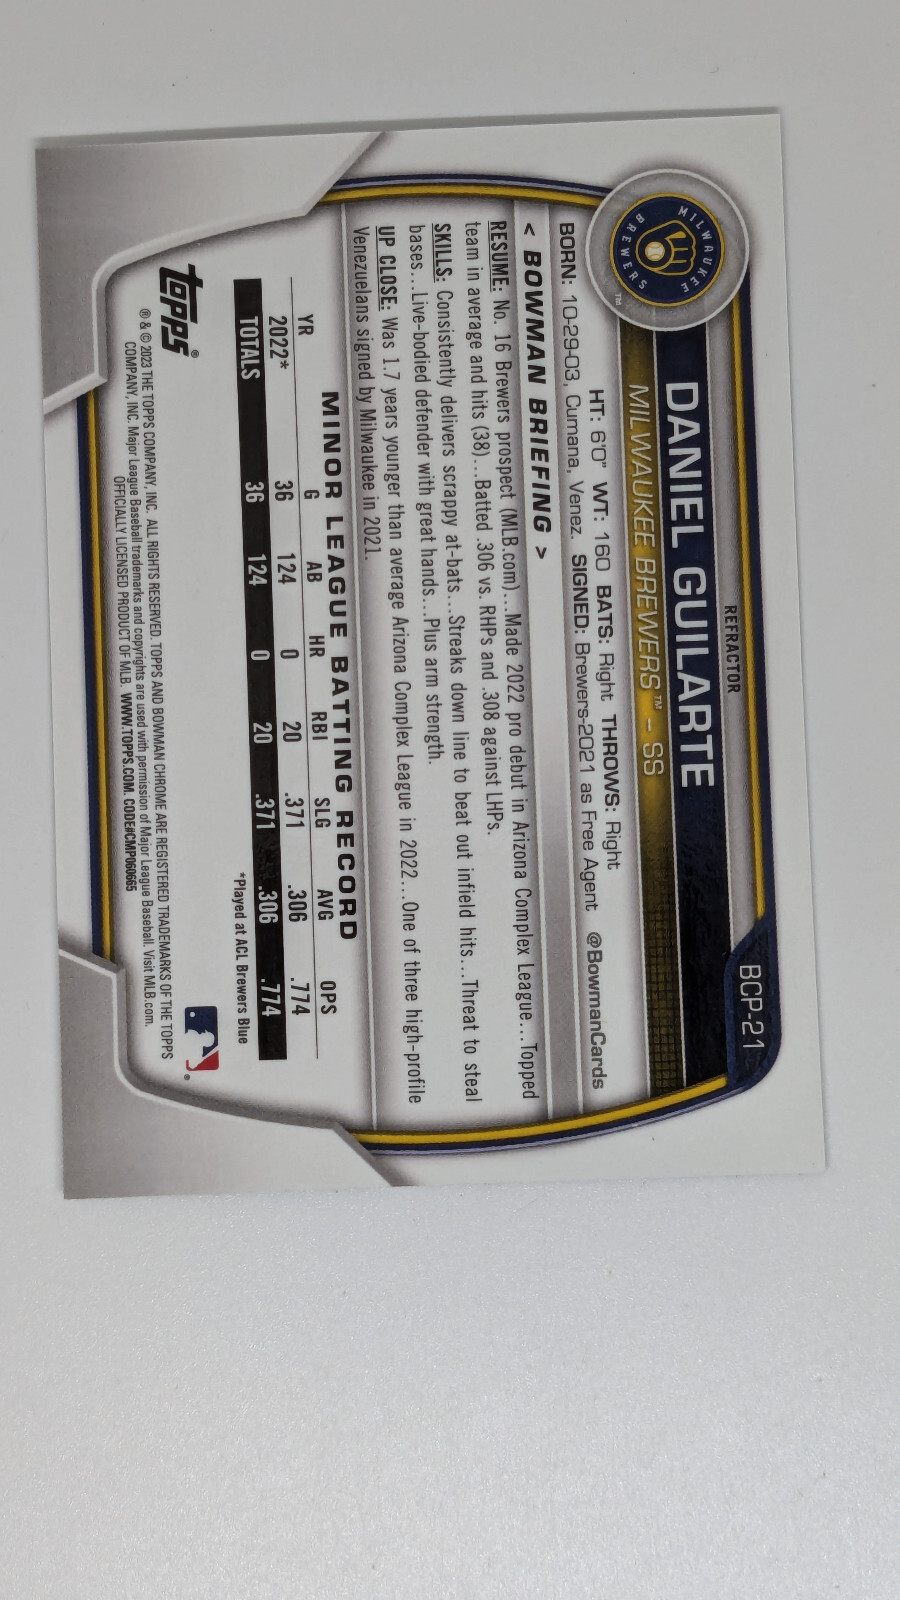 REFRACTOR
BCP-21
MILWAUKEE BREWERS ™
DANIEL GUILARTE
MILWAUKEE BREWERS™ – SS
HT: 6'0" WT: 160 BATS: Right THROWS: Right
BORN: 10-29-03, Cumana, Venez. SIGNED: Brewers-2021 as Free Agent @BowmanCards
< BOWMAN BRIEFING >
RESUME: No. 16 Brewers prospect (MLB.com)...Made 2022 pro debut in Arizona Complex League...Topped
team in average and hits (38)...Batted .306 vs. RHPs and .308 against LHPs.
SKILLS: Consistently delivers scrappy at-bats...Streaks down line to beat out infield hits...Threat to steal
bases...Live-bodied defender with great hands...Plus arm strength.
UP CLOSE: Was 1.7 years younger than average Arizona Complex League in 2022...One of three high-profile
Venezuelans signed by Milwaukee in 2021.
MINOR LEAGUE BATTING RECORD
YR G AB HR RBI SLG AVG OPS
2022* 36 124 0 20 .371 .306 .774
TOTALS 36 124 0 20 .371 .306 .774
*Played at ACL Brewers Blue
topps®
® & © 2023 THE TOPPS COMPANY, INC. ALL RIGHTS RESERVED. TOPPS AND BOWMAN CHROME ARE REGISTERED TRADEMARKS OF THE TOPPS
COMPANY, INC. Major League Baseball trademarks and copyrights are used with permission of Major League Baseball. Visit MLB.com.
OFFICIALLY LICENSED PRODUCT OF MLB. WWW.TOPPS.COM. CODE#CMP060665
®